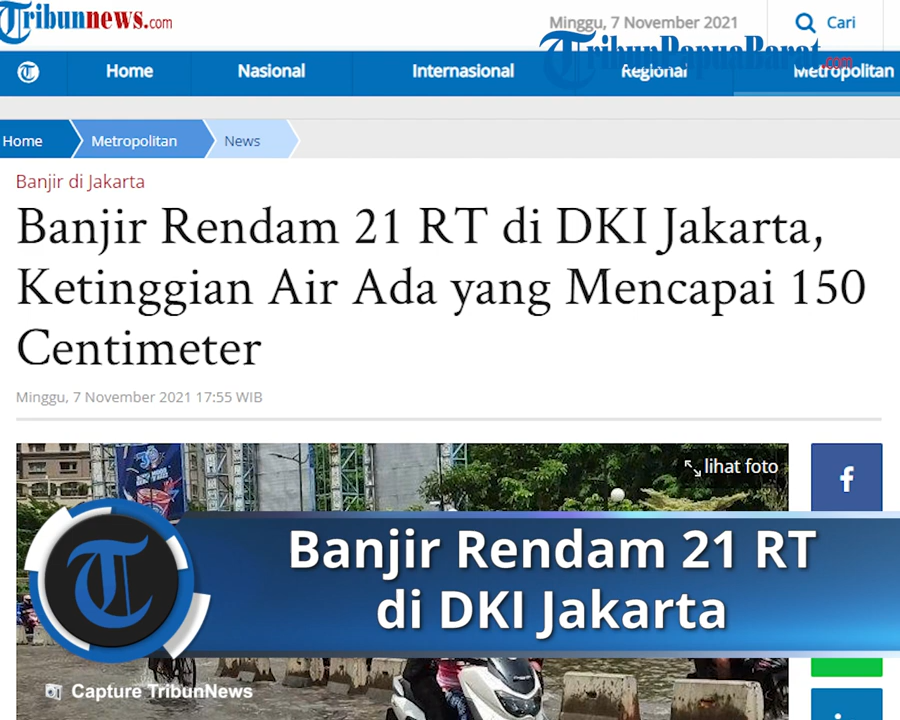 Tribunnews.com
Minggu, 7 November 2021
Cari
TribunPapuaBarat.com
Home Nasional Internasional Regional Metropolitan
Home Metropolitan News
Banjir di Jakarta
Banjir Rendam 21 RT di DKI Jakarta,
Ketinggian Air Ada yang Mencapai 150
Centimeter
Minggu, 7 November 2021 17:55 WIB
lihat foto
Banjir Rendam 21 RT
di DKI Jakarta
Capture TribunNews